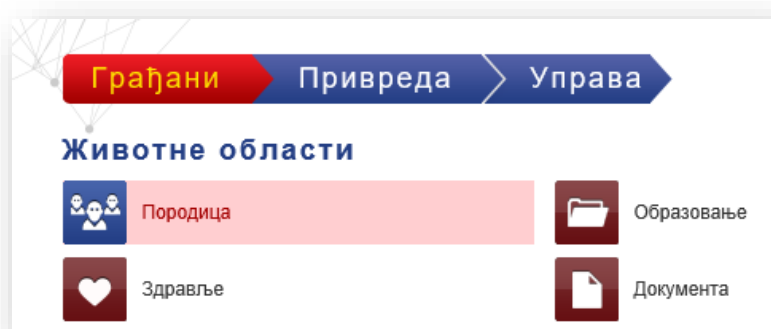 Грађани Привреда Управа
Животне области
Породица Образовање
Здравље Документа